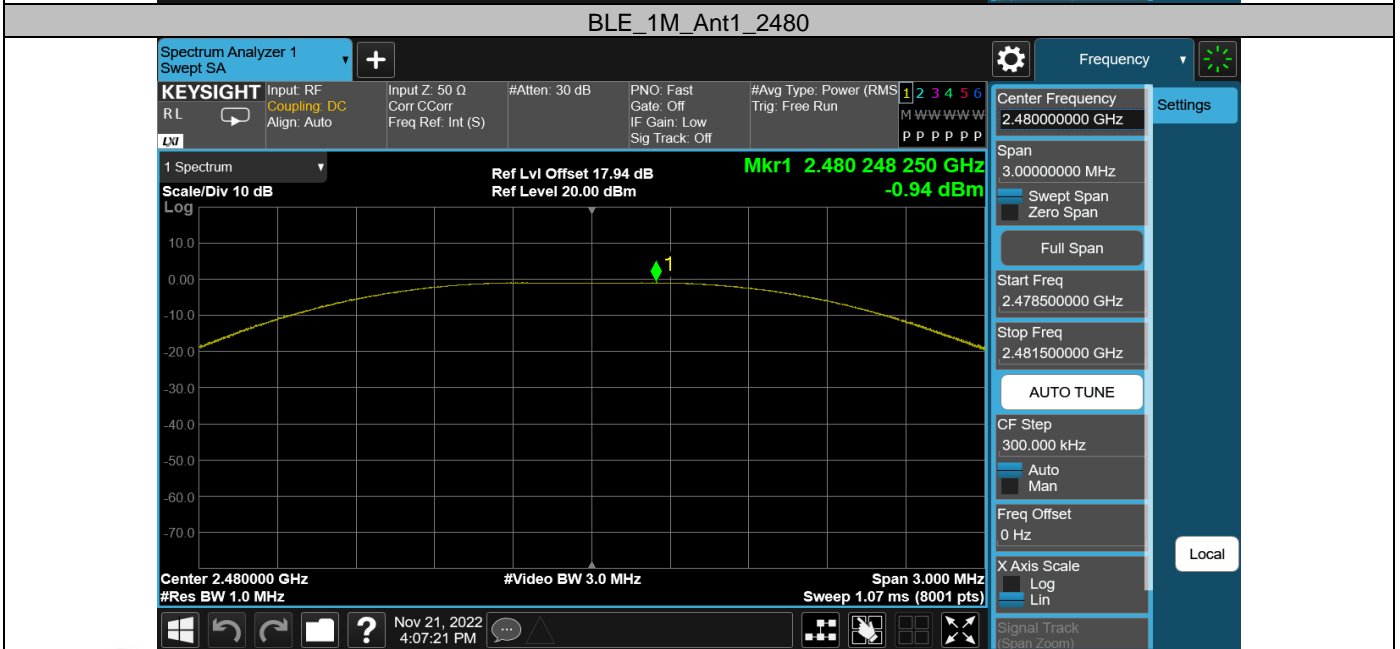 BLE_1M_Ant1_2480
Spectrum Analyzer 1
Swept SA
Frequency
KEYSIGHT
RL
LXI
Input: RF
Coupling: DC
Align: Auto
Input Z: 50 Ω
Corr CCorr
Freq Ref: Int (S)
#Atten: 30 dB
PNO: Fast
Gate: Off
IF Gain: Low
Sig Track: Off
#Avg Type: Power (RMS
Trig: Free Run
1 2 3 4 5 6
M W W W W W
P P P P P P
1 Spectrum
Scale/Div 10 dB
Log
Ref Lvl Offset 17.94 dB
Ref Level 20.00 dBm
Mkr1 2.480 248 250 GHz
-0.94 dBm
1
10.0
0.00
-10.0
-20.0
-30.0
-40.0
-50.0
-60.0
-70.0
Center 2.480000 GHz
#Res BW 1.0 MHz
#Video BW 3.0 MHz
Span 3.000 MHz
Sweep 1.07 ms (8001 pts)
Nov 21, 2022
4:07:21 PM
Center Frequency
2.480000000 GHz
Span
3.00000000 MHz
Swept Span
Zero Span
Full Span
Start Freq
2.478500000 GHz
Stop Freq
2.481500000 GHz
AUTO TUNE
CF Step
300.000 kHz
Auto
Man
Freq Offset
0 Hz
X Axis Scale
Log
Lin
Signal Track
(Span Zoom)
Settings
Local